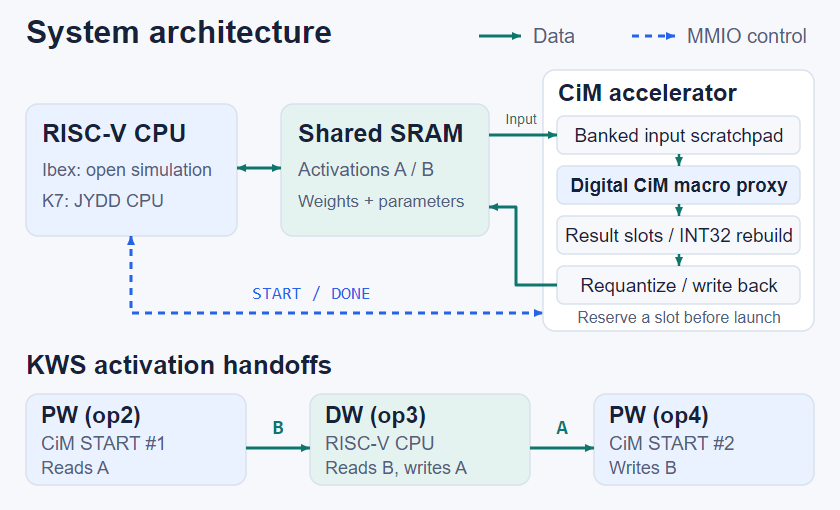 System architecture
Data
MMIO control
RISC-V CPU
Ibex: open simulation
K7: JYDD CPU
Shared SRAM
Activations A / B
Weights + parameters
Input
CiM accelerator
Banked input scratchpad
Digital CiM macro proxy
Result slots / INT32 rebuild
Requantize / write back
Reserve a slot before launch
START / DONE
KWS activation handoffs
PW (op2)
CiM START #1
Reads A
B
DW (op3)
RISC-V CPU
Reads B, writes A
A
PW (op4)
CiM START #2
Writes B